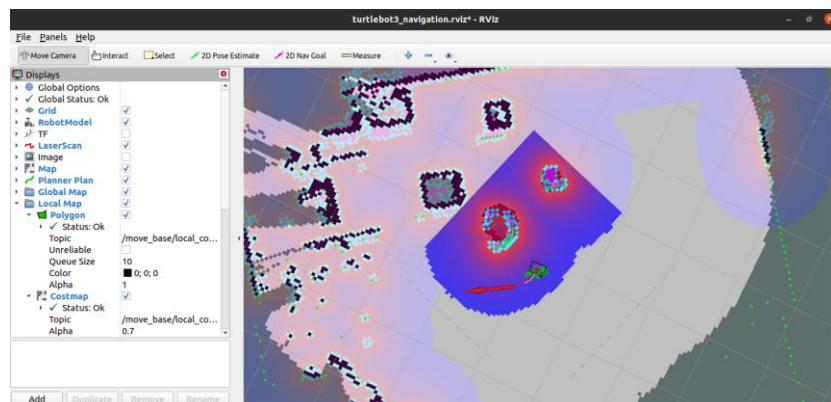 turtlebot3_navigation.rviz* - RViz
File Panels Help
Move Camera Interact Select 2D Pose Estimate 2D Nav Goal Measure
Displays
Global Options
Global Status: Ok
Grid
RobotModel
TF
LaserScan
Image
Map
Planner Plan
Global Map
Local Map
Polygon
Status: Ok
Topic /move_base/local_co...
Unreliable
Queue Size 10
Color 0; 0; 0
Alpha 1
Costmap
Status: Ok
Topic /move_base/local_co...
Alpha 0.7
Add Duplicate Remove Rename